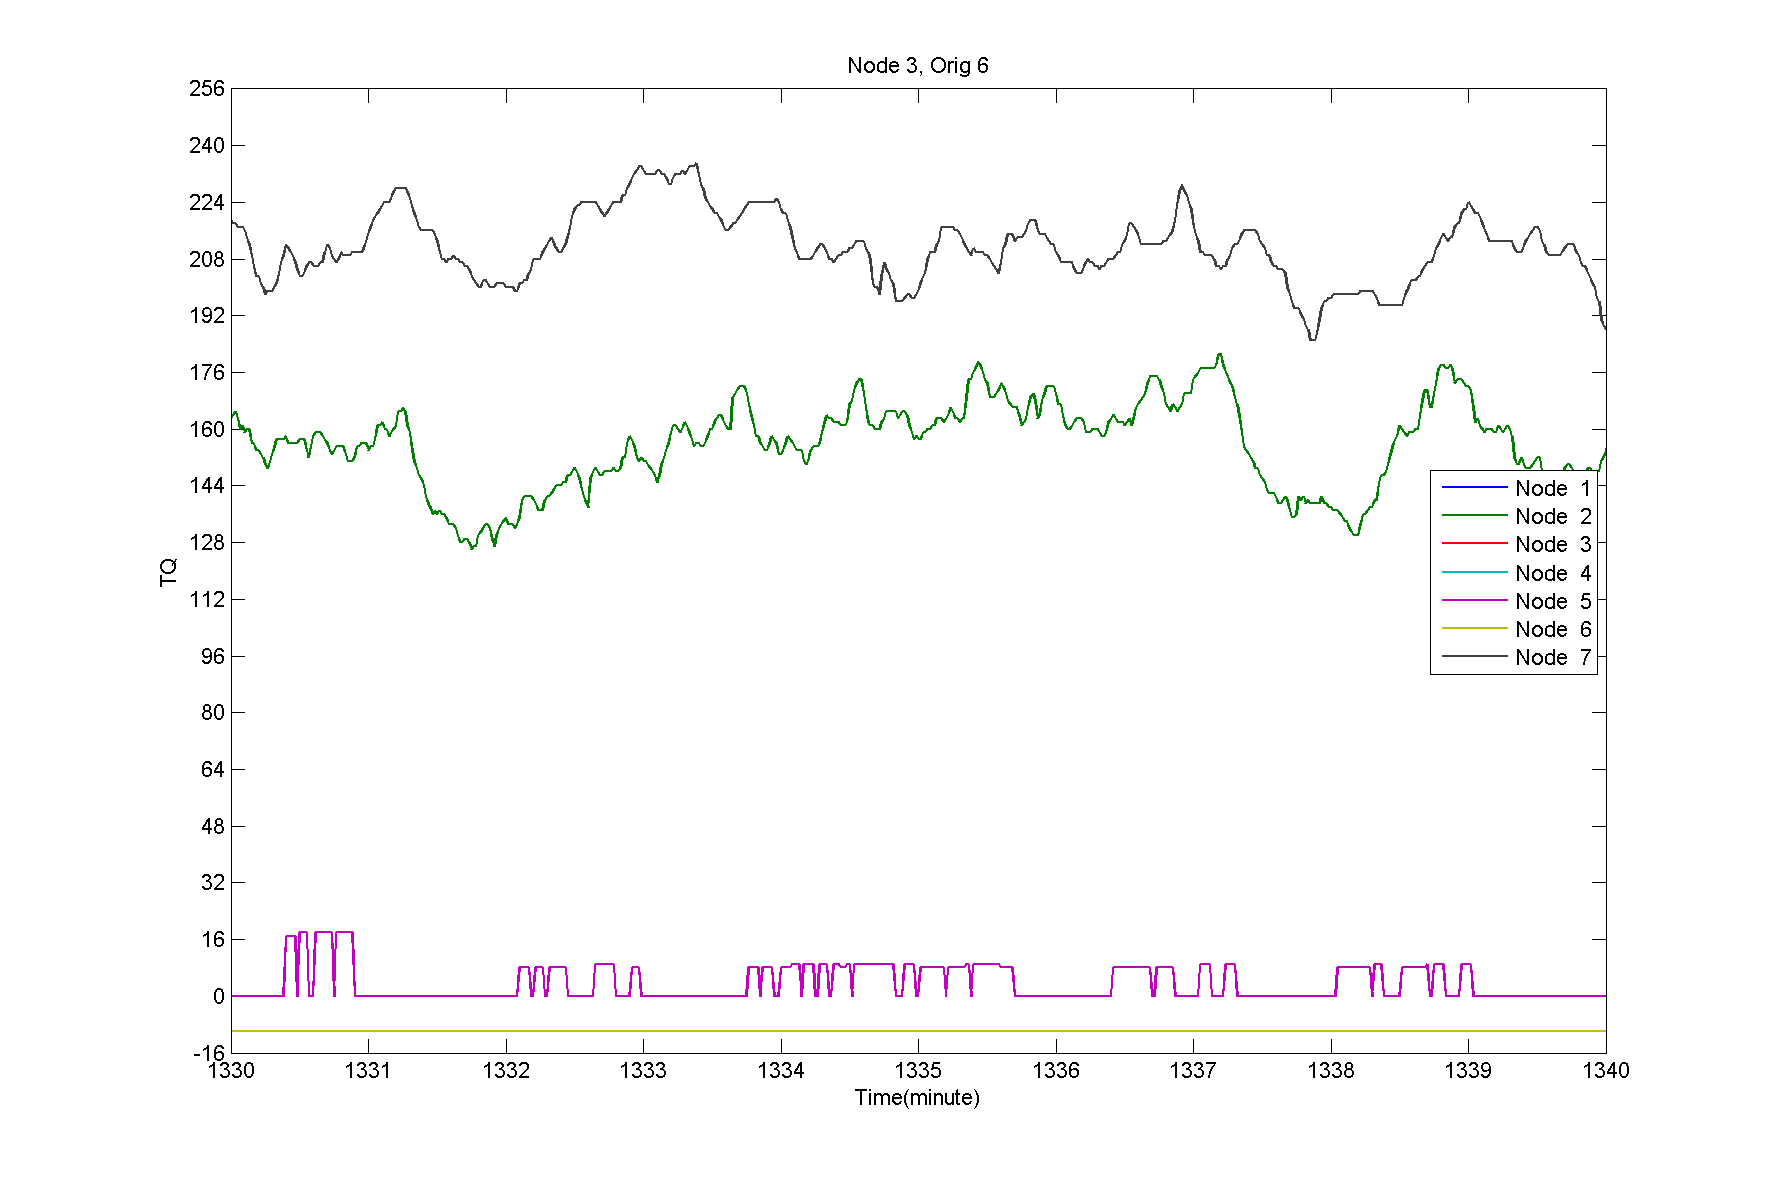 Node 3, Orig 6
256
240
224
208
192
176
160
144
128
112
96
80
64
48
32
16
0
-16
TQ
Node 1
Node 2
Node 3
Node 4
Node 5
Node 6
Node 7
1330 1331 1332 1333 1334 1335 1336 1337 1338 1339 1340
Time(minute)